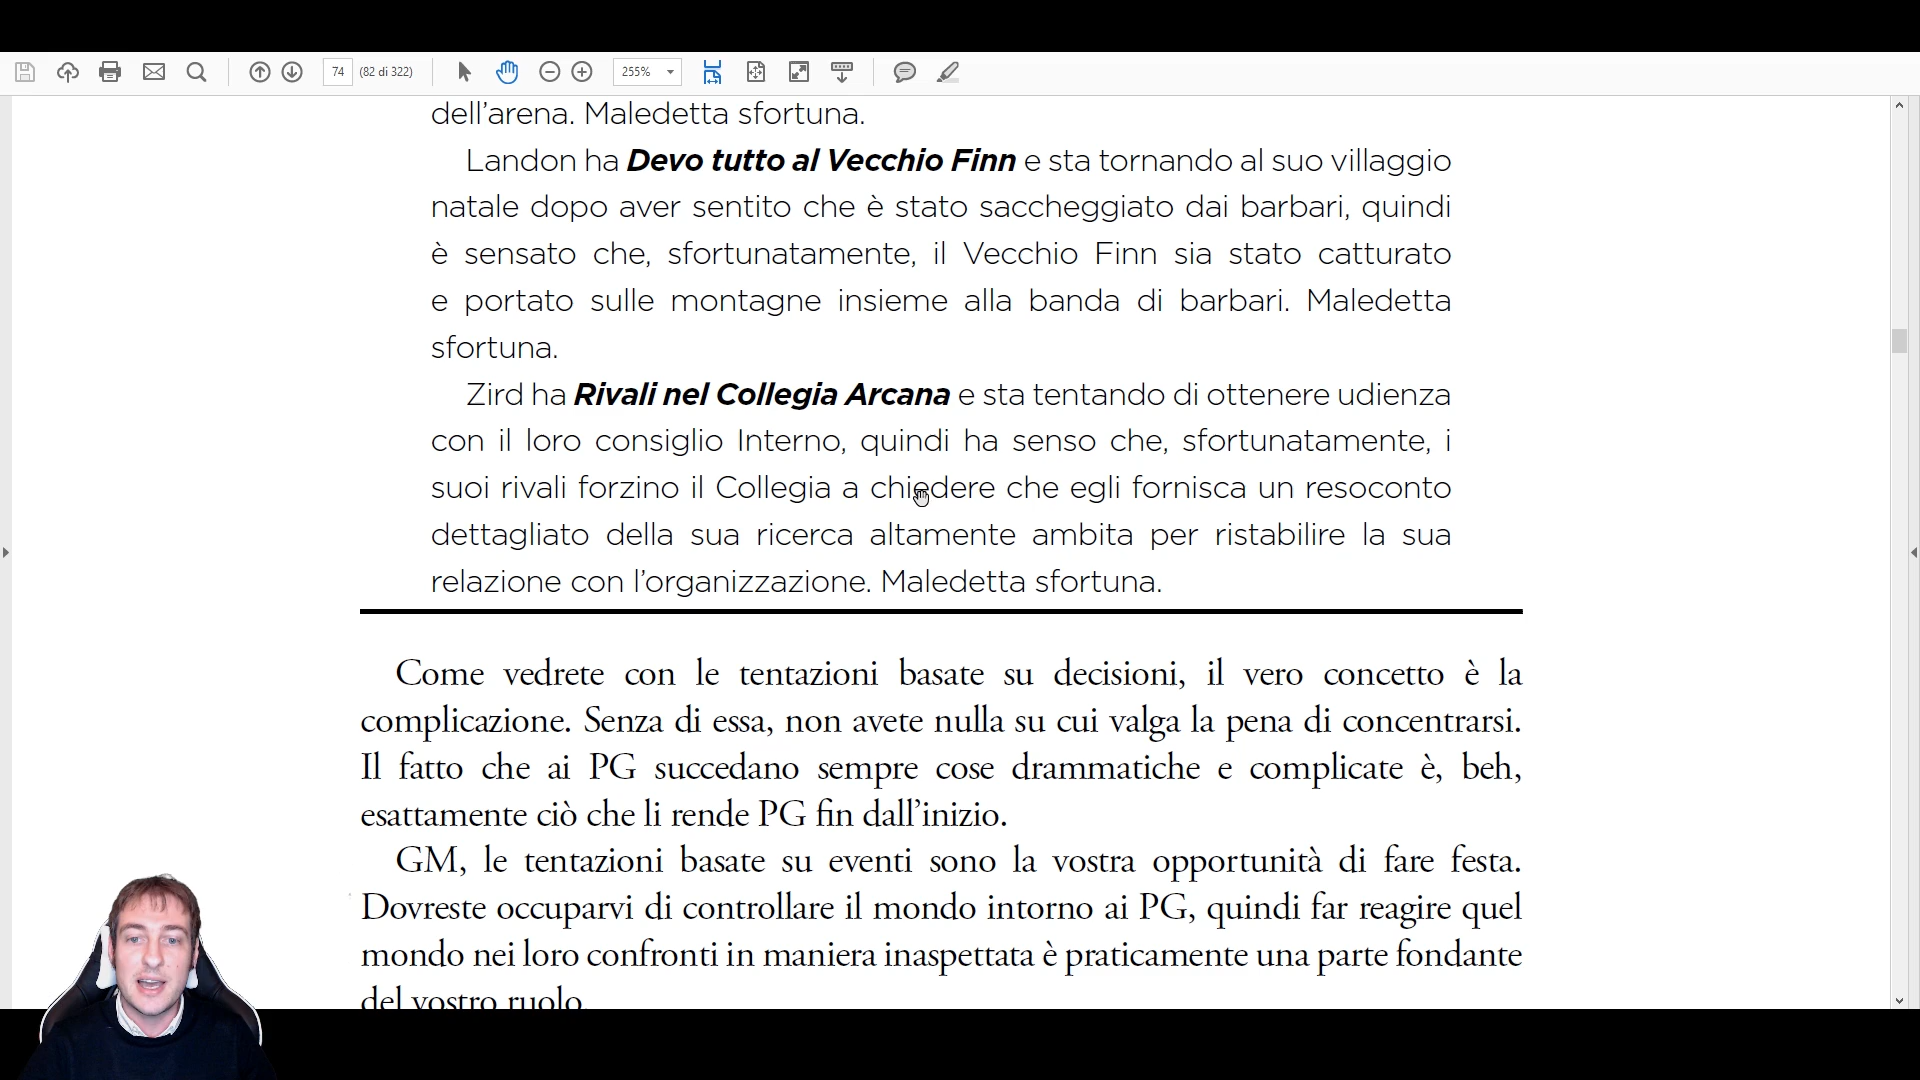 74 (82 di 322) 255%
dell’arena. Maledetta sfortuna.
Landon ha Devo tutto al Vecchio Finn e sta tornando al suo villaggio
natale dopo aver sentito che è stato saccheggiato dai barbari, quindi
è sensato che, sfortunatamente, il Vecchio Finn sia stato catturato
e portato sulle montagne insieme alla banda di barbari. Maledetta
sfortuna.
Zird ha Rivali nel Collegia Arcana e sta tentando di ottenere udienza
con il loro consiglio Interno, quindi ha senso che, sfortunatamente, i
suoi rivali forzino il Collegia a chiedere che egli fornisca un resoconto
dettagliato della sua ricerca altamente ambita per ristabilire la sua
relazione con l’organizzazione. Maledetta sfortuna.
Come vedrete con le tentazioni basate su decisioni, il vero concetto è la
complicazione. Senza di essa, non avete nulla su cui valga la pena di concentrarsi.
Il fatto che ai PG succedano sempre cose drammatiche e complicate è, beh,
esattamente ciò che li rende PG fin dall’inizio.
GM, le tentazioni basate su eventi sono la vostra opportunità di fare festa.
Dovreste occuparvi di controllare il mondo intorno ai PG, quindi far reagire quel
mondo nei loro confronti in maniera inaspettata è praticamente una parte fondante
del vostro ruolo